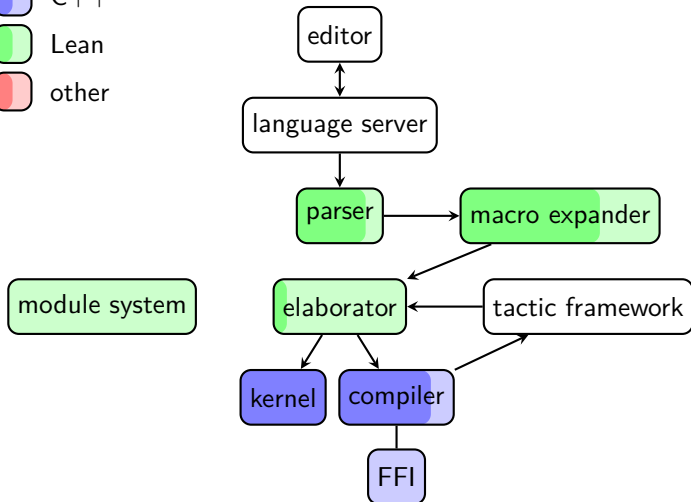 C++
Lean
other
editor
language server
parser
macro expander
module system
elaborator
tactic framework
kernel
compiler
FFI